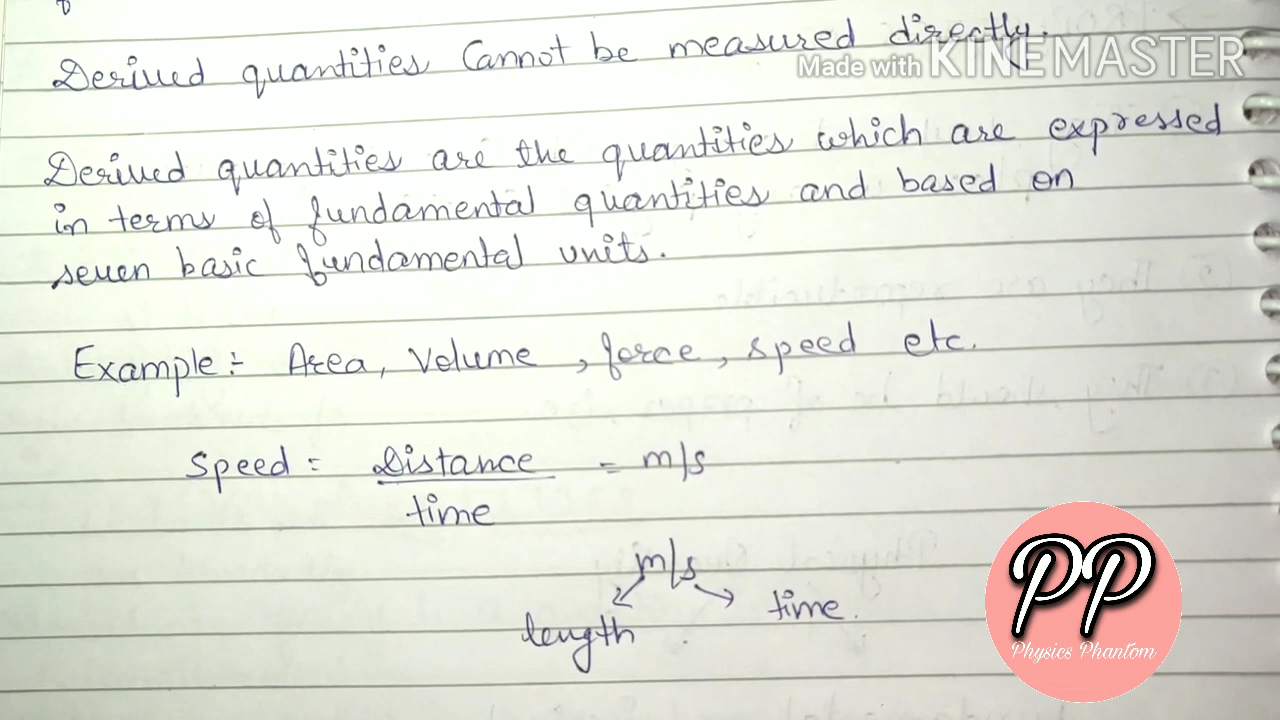 Derived quantities Cannot be measured directly.
Made with KINEMASTER
Derived quantities are the quantities which are expressed
in terms of fundamental quantities and based on
seven basic fundamental units.
Example:- Area, Volume, force, speed etc.
Speed = Distance = m/s
time
m/s
length
time.
PP
Physics Phantom